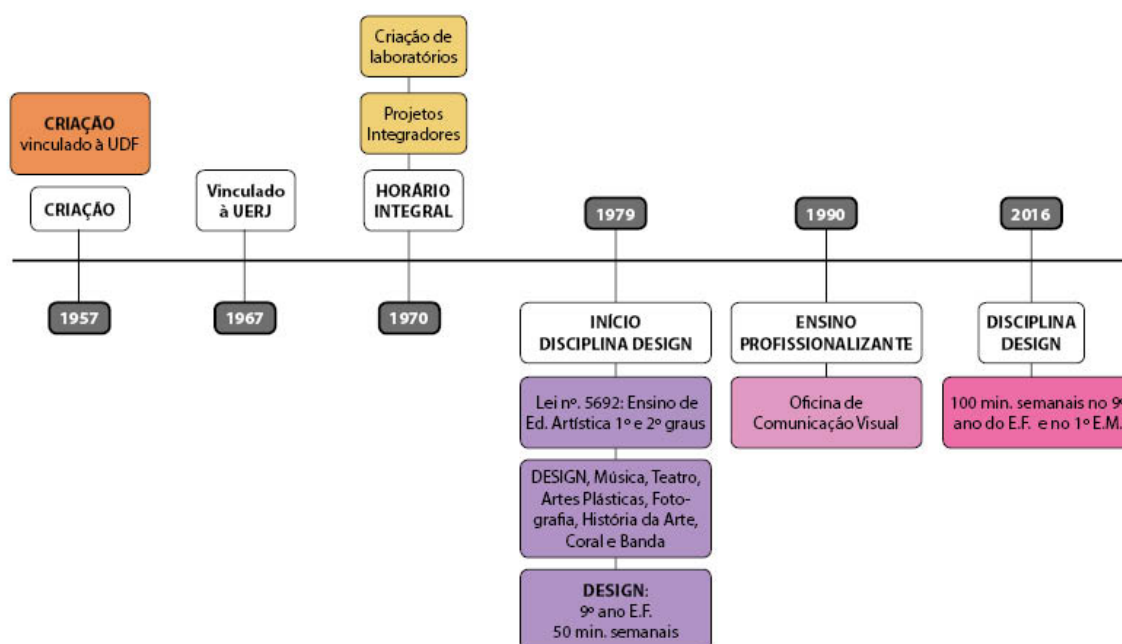 CRIAÇÃO
vinculado à UDF
CRIAÇÃO
1957
Vinculado
à UERJ
1967
Criação de
laboratórios
Projetos
Integradores
HORÁRIO
INTEGRAL
1970
1979
INÍCIO
DISCIPLINA DESIGN
Lei nº. 5692: Ensino de
Ed. Artística 1º e 2º graus
DESIGN, Música, Teatro,
Artes Plásticas, Foto-
grafia, História da Arte,
Coral e Banda
DESIGN:
9º ano E.F.
50 min. semanais
1990
ENSINO
PROFISSIONALIZANTE
Oficina de
Comunicação Visual
2016
DISCIPLINA
DESIGN
100 min. semanais no 9º
ano do E.F. e no 1º E.M.